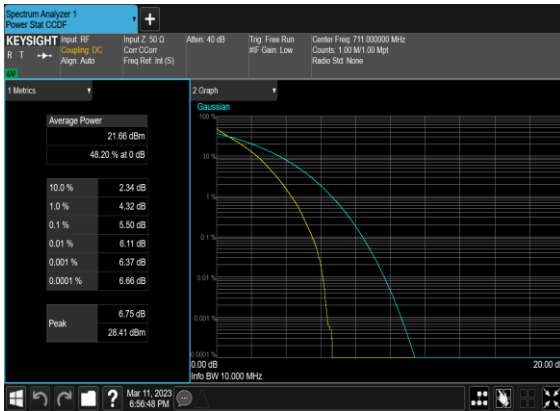 Spectrum Analyzer 1
Power Stat CCDF
KEYSIGHT
R T
LM
Input: RF
Coupling: DC
Align: Auto
Input Z: 50 Ω
Corr CCorr
Freq Ref: Int (S)
Atten: 40 dB
Trig: Free Run
#IF Gain: Low
Center Freq: 711.000000 MHz
Counts: 1.00 M/1.00 Mpt
Radio Std: None
1 Metrics
Average Power
21.66 dBm
48.20 % at 0 dB
10.0 % 2.34 dB
1.0 % 4.32 dB
0.1 % 5.50 dB
0.01 % 6.11 dB
0.001 % 6.37 dB
0.0001 % 6.66 dB
Peak
6.75 dB
28.41 dBm
2 Graph
Gaussian
100 %
10 %
1 %
0.1 %
0.01 %
0.001 %
0.0001 %
0.00 dB
20.00 d
Info BW 10.000 MHz
Mar 11, 2023
6:56:48 PM